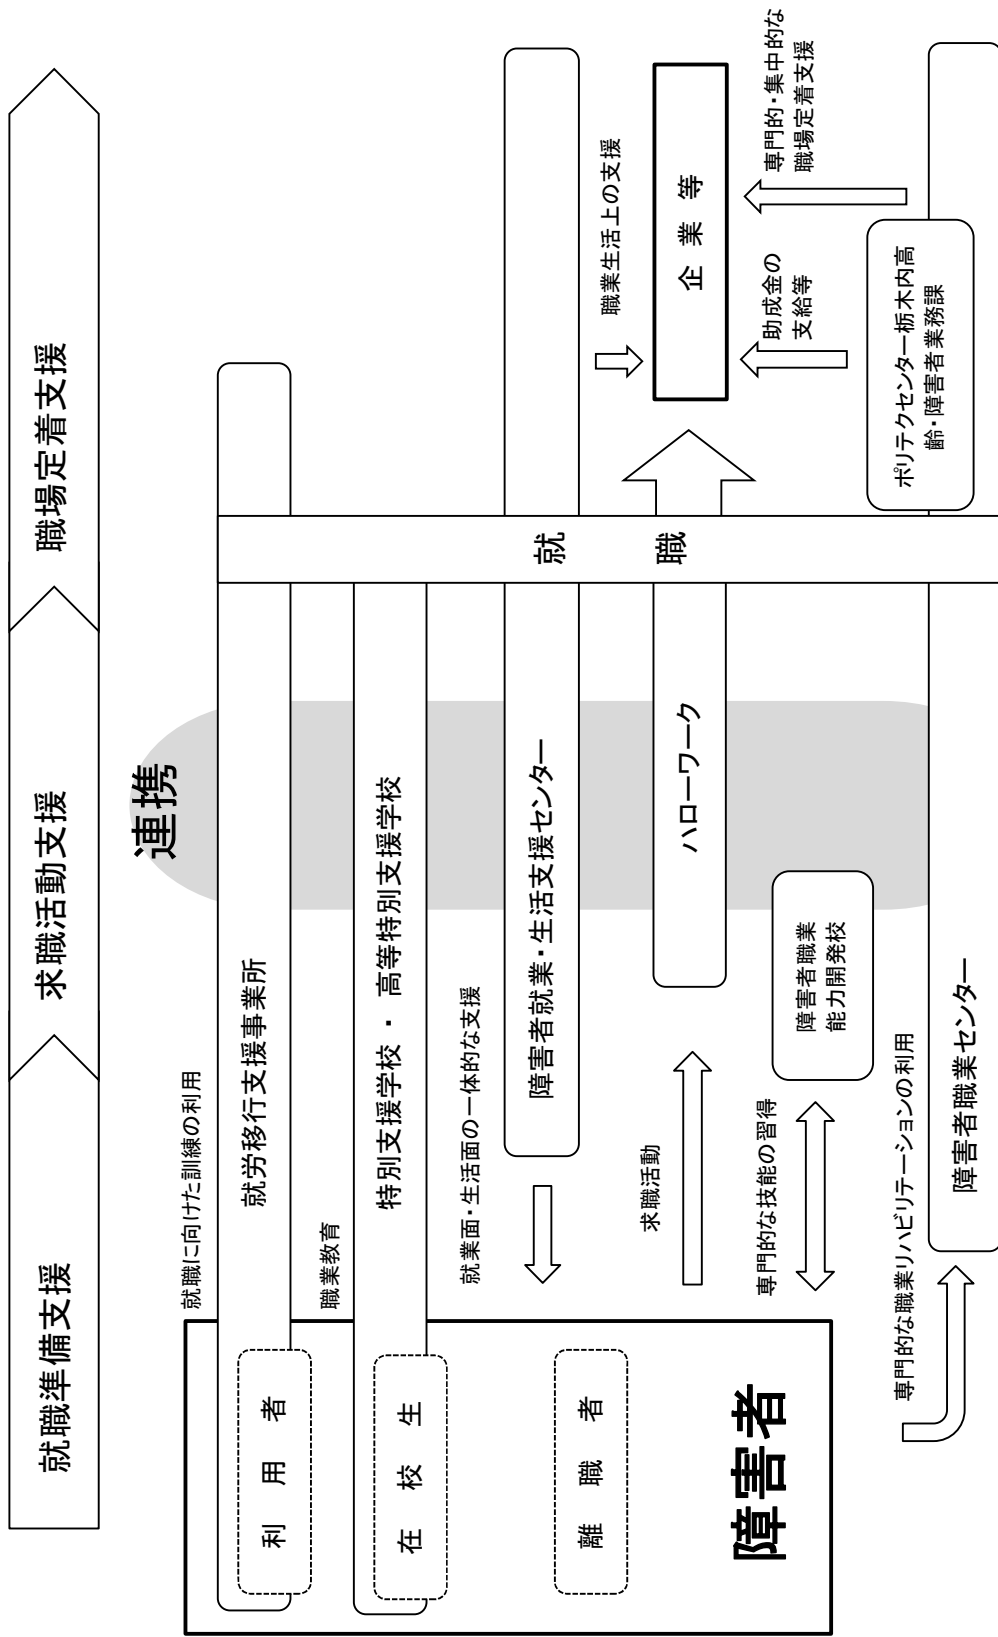 就職準備支援
求職活動支援
職場定着支援
連携
就職に向けた訓練の利用
利用者
就労移行支援事業所
職業教育
在校生
特別支援学校・高等特別支援学校
就業面・生活面の一体的な支援
障害者就業・生活支援センター
職業生活上の支援
離職者
就職
求職活動
ハローワーク
企業等
障害者
専門的な技能の習得
障害者職業
能力開発校
助成金の
支給等
専門的・集中的な
職場定着支援
ポリテクセンター栃木内高
齢・障害者業務課
専門的な職業リハビリテーションの利用
障害者職業センター